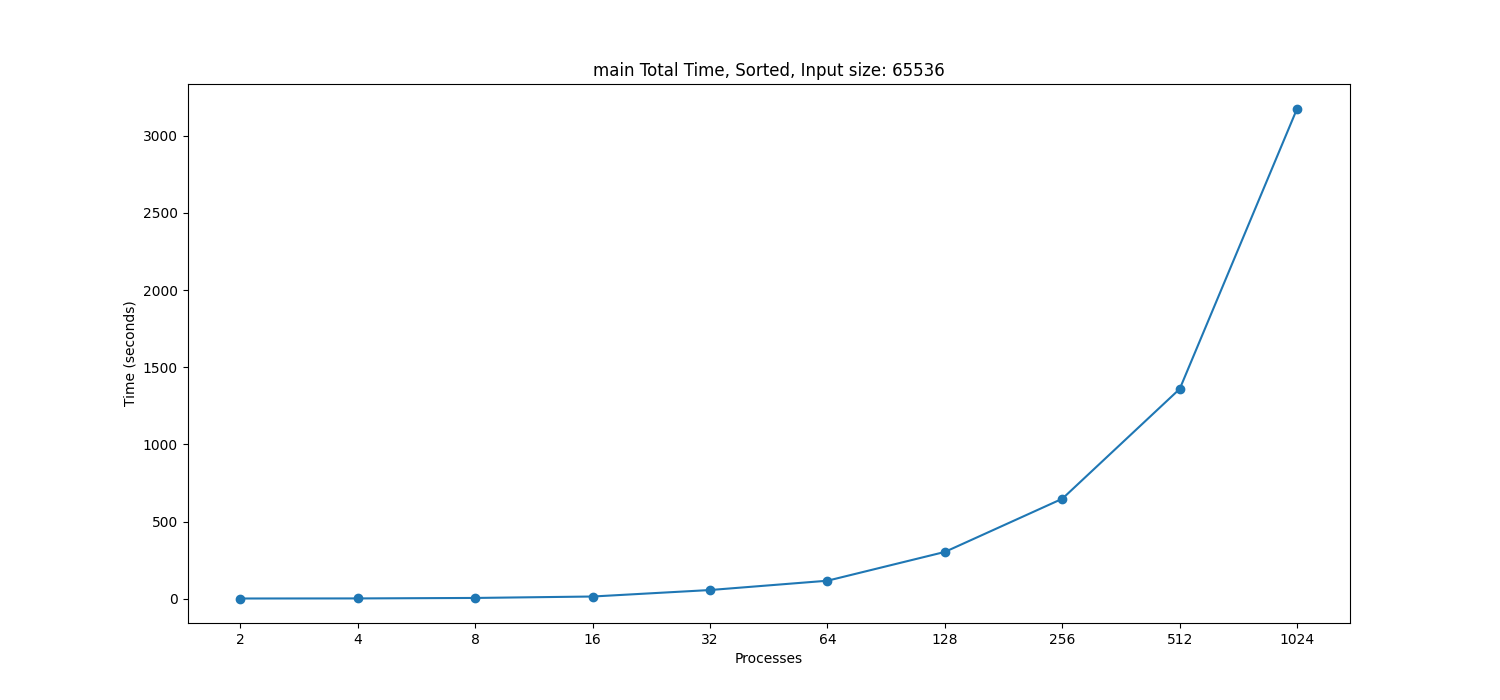 main Total Time, Sorted, Input size: 65536
3000
2500
2000
1500
1000
500
0
Time (seconds)
2 4 8 16 32 64 128 256 512 1024
Processes